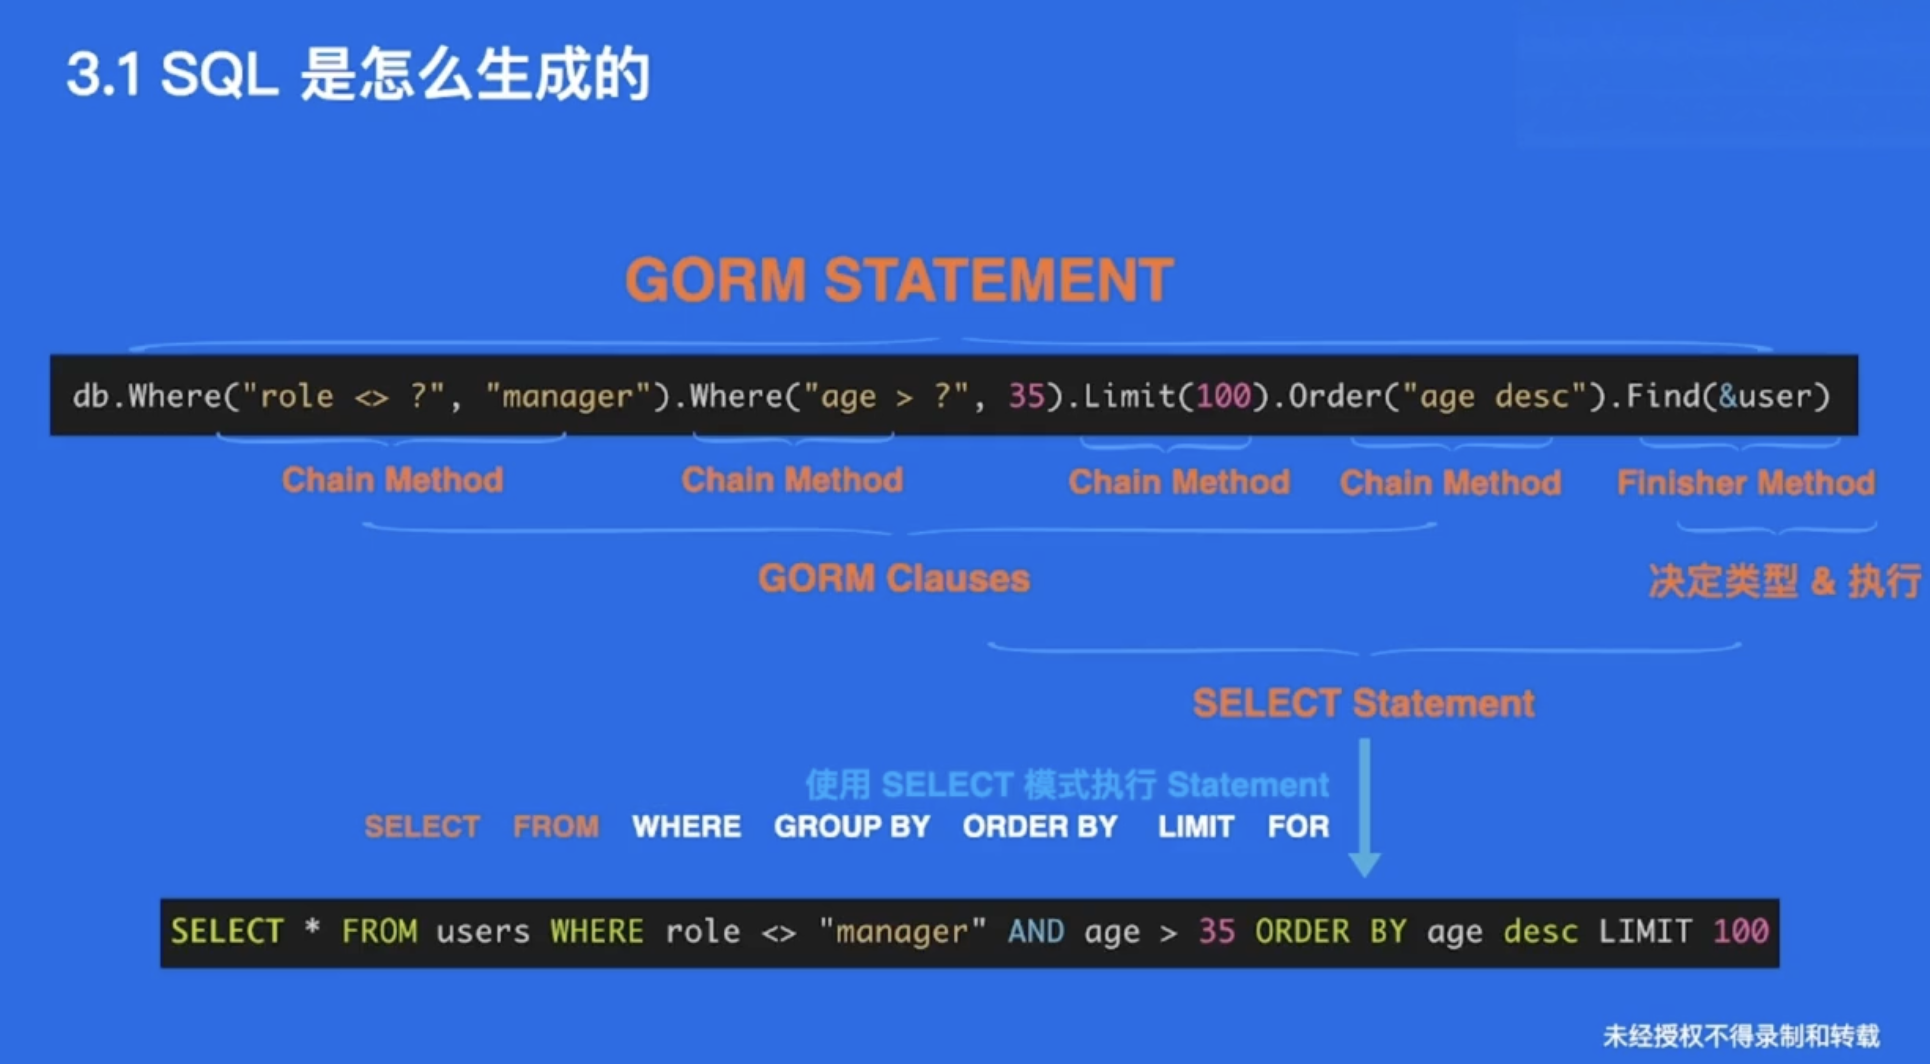 3.1 SQL 是怎么生成的
GORM STATEMENT
db.Where("role <> ?", "manager").Where("age > ?", 35).Limit(100).Order("age desc").Find(&user)
Chain Method Chain Method Chain Method Chain Method Finisher Method
GORM Clauses 决定类型 & 执行
SELECT Statement
使用 SELECT 模式执行 Statement
SELECT FROM WHERE GROUP BY ORDER BY LIMIT FOR
SELECT * FROM users WHERE role <> "manager" AND age > 35 ORDER BY age desc LIMIT 100
未经授权不得录制和转载